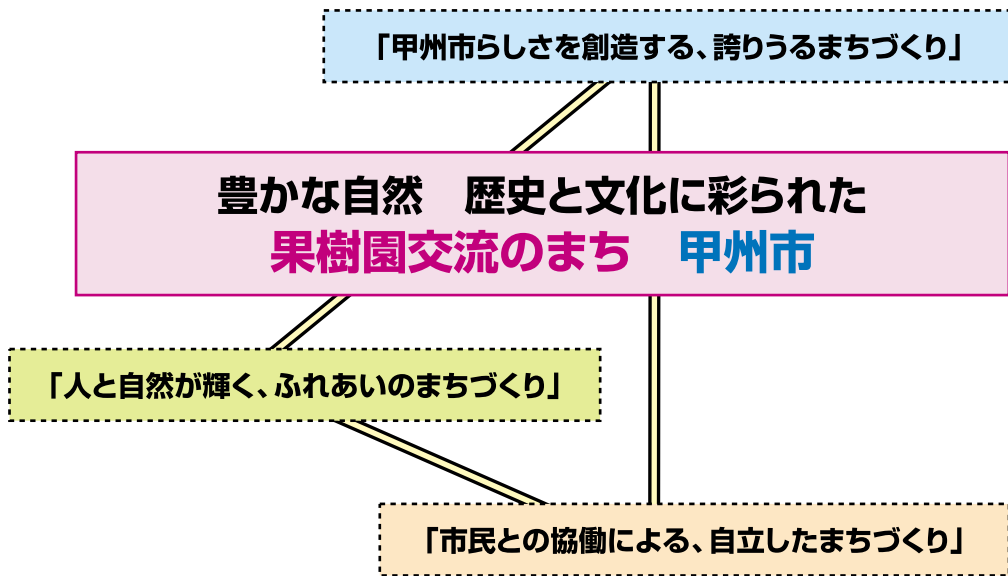 「甲州市らしさを創造する、誇りうるまちづくり」
豊かな自然　歴史と文化に彩られた
果樹園交流のまち　甲州市
「人と自然が輝く、ふれあいのまちづくり」
「市民との協働による、自立したまちづくり」